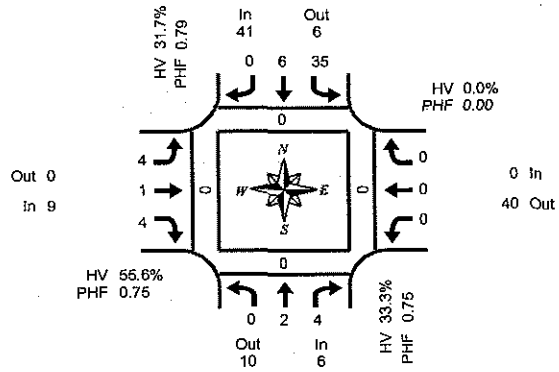 In Out
41 6
0 6 35
HV 31.7%
PHF 0.79
HV 0.0%
PHF 0.00
0
4
1
4
Out 0
In 9
0
N
W E
S
0
0
0
0
0 In
40 Out
0
HV 55.6%
PHF 0.75
0 2 4
Out In
10 6
HV 33.3%
PHF 0.75